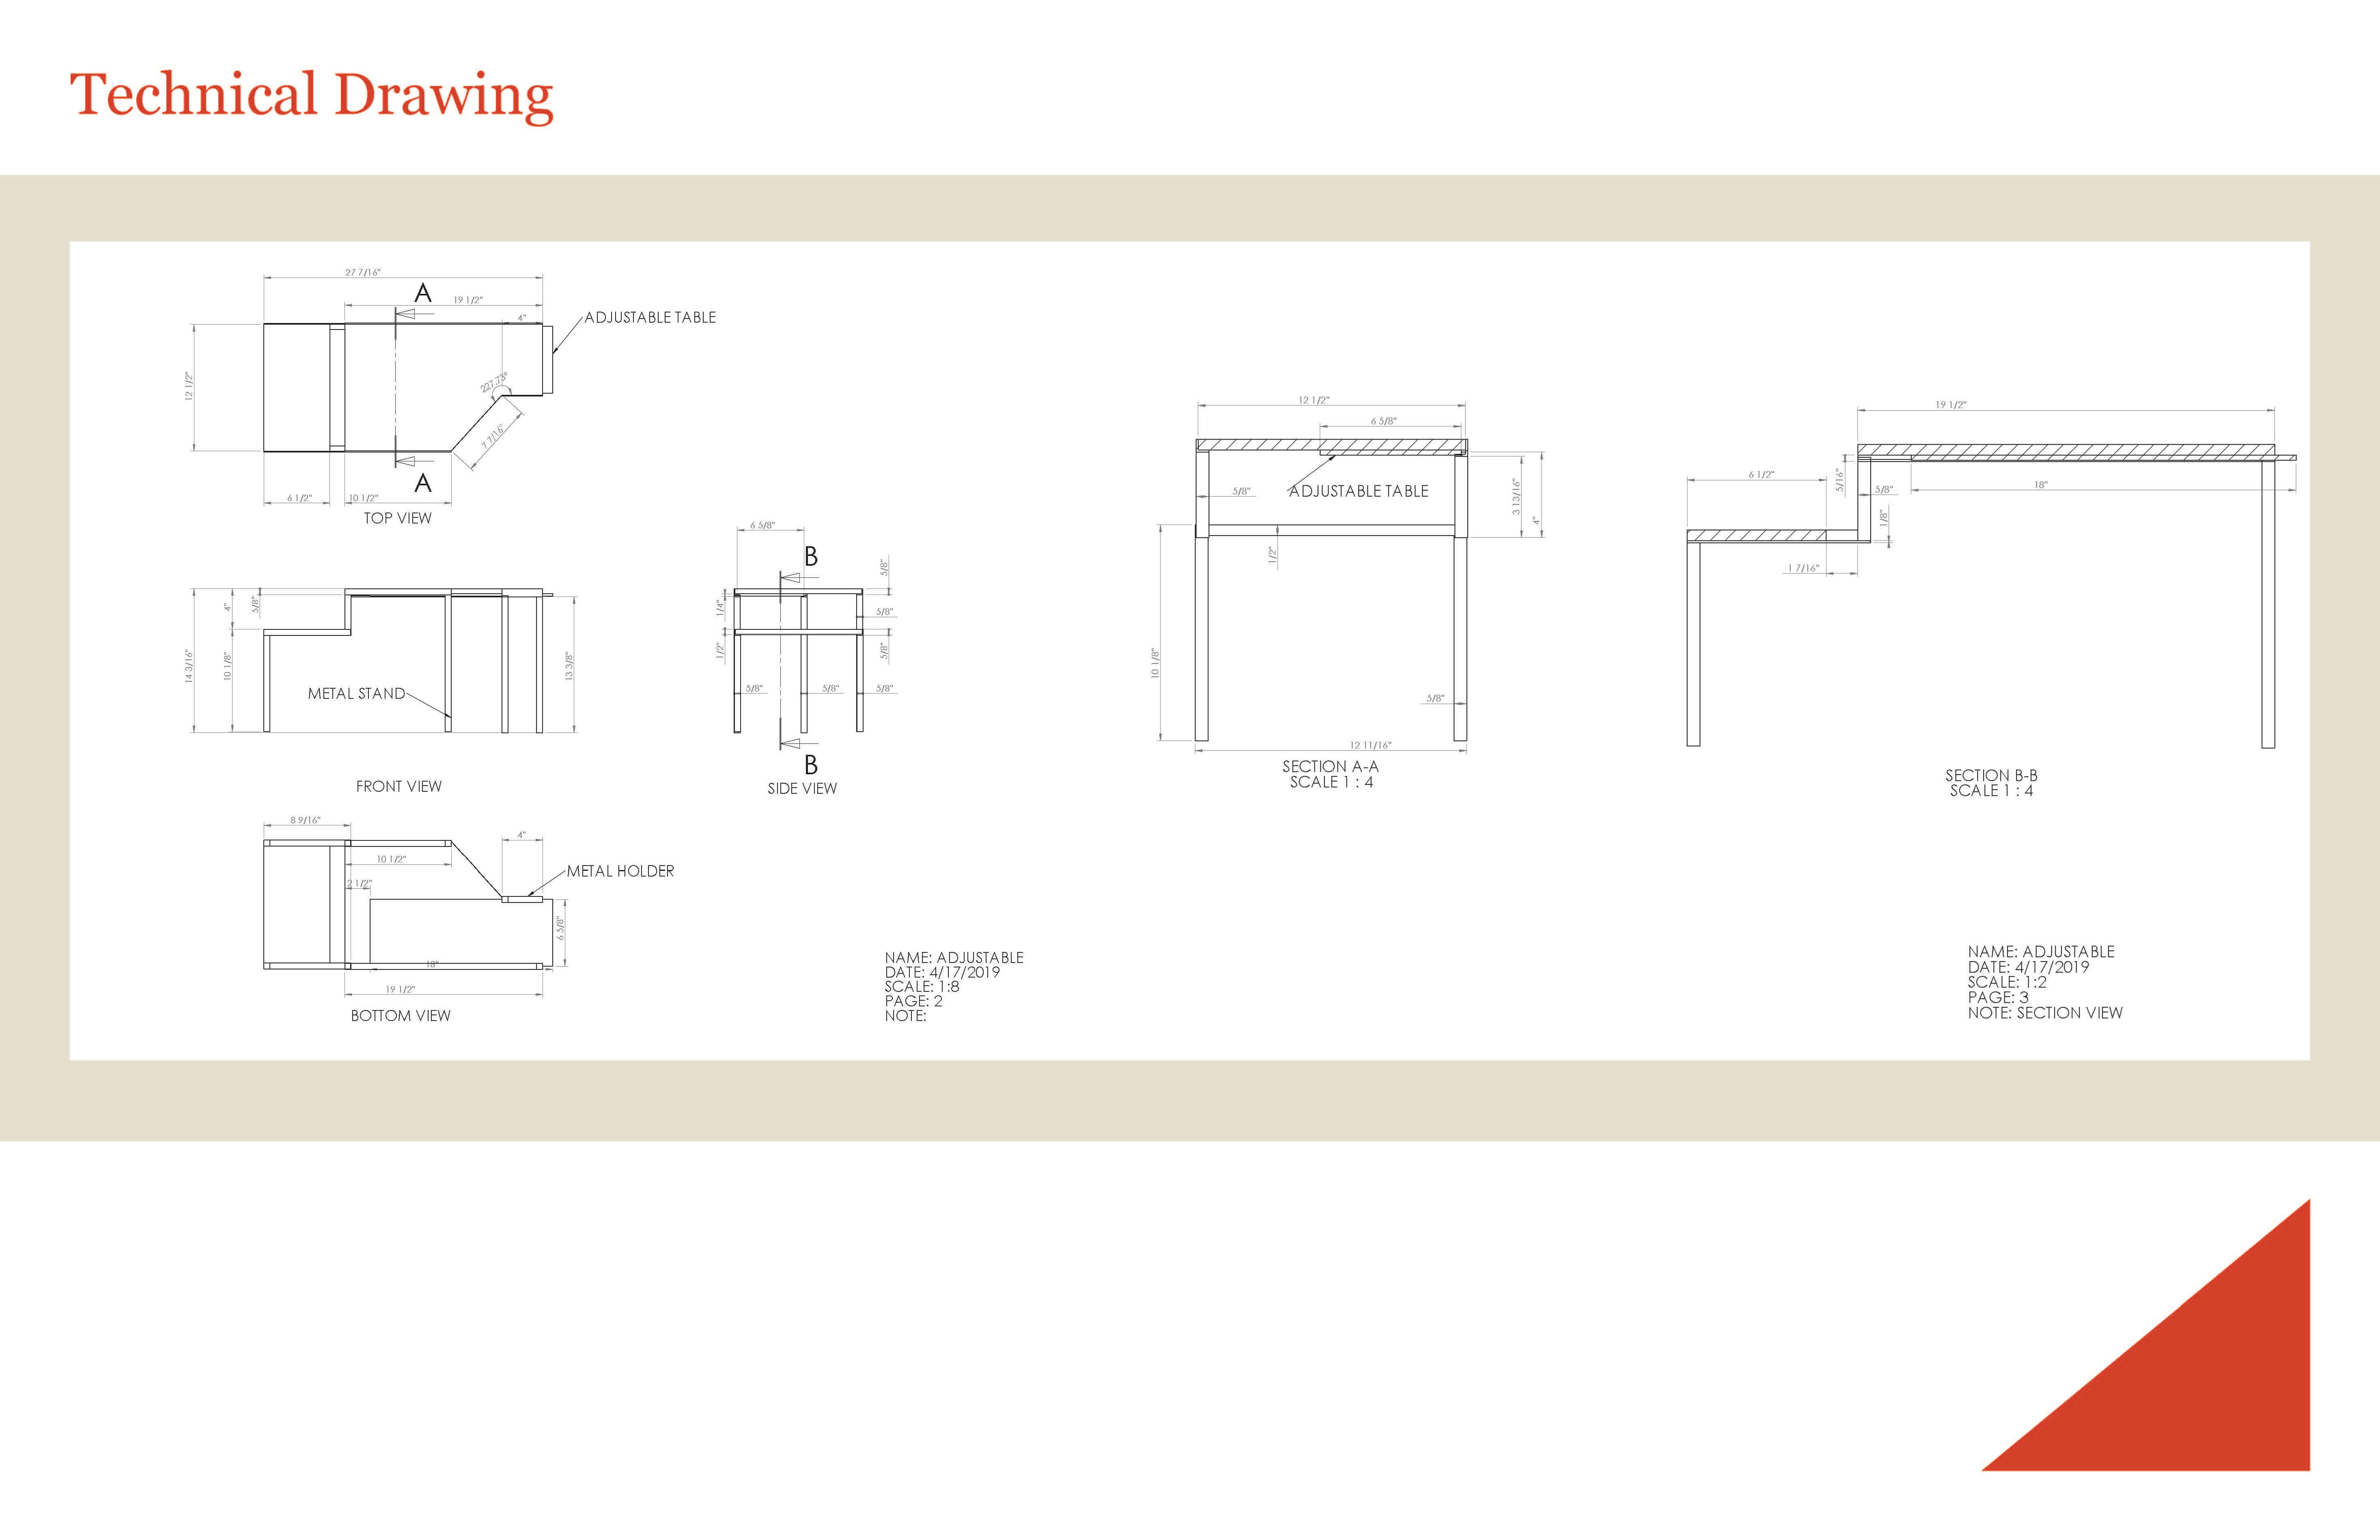 Technical Drawing
27 7/16"
A
19 1/2"
4"
ADJUSTABLE TABLE
12 1/2"
227.73°
7 7/16"
A
6 1/2"
10 1/2"
TOP VIEW
4"
5/8"
14 3/16"
10 1/8"
13 3/8"
METAL STAND
FRONT VIEW
6 5/8"
B
5/8"
1/4"
5/8"
1/2"
5/8"
5/8"
5/8"
5/8"
B
SIDE VIEW
8 9/16"
4"
10 1/2"
METAL HOLDER
2 1/2"
6 5/8"
18"
19 1/2"
BOTTOM VIEW
NAME: ADJUSTABLE
DATE: 4/17/2019
SCALE: 1:8
PAGE: 2
NOTE:
12 1/2"
6 5/8"
5/8"
ADJUSTABLE TABLE
3 13/16"
4"
1/2"
10 1/8"
5/8"
12 11/16"
SECTION A-A
SCALE 1 : 4
19 1/2"
6 1/2"
5/16"
5/8"
18"
1/8"
1 7/16"
SECTION B-B
SCALE 1 : 4
NAME: ADJUSTABLE
DATE: 4/17/2019
SCALE: 1:2
PAGE: 3
NOTE: SECTION VIEW